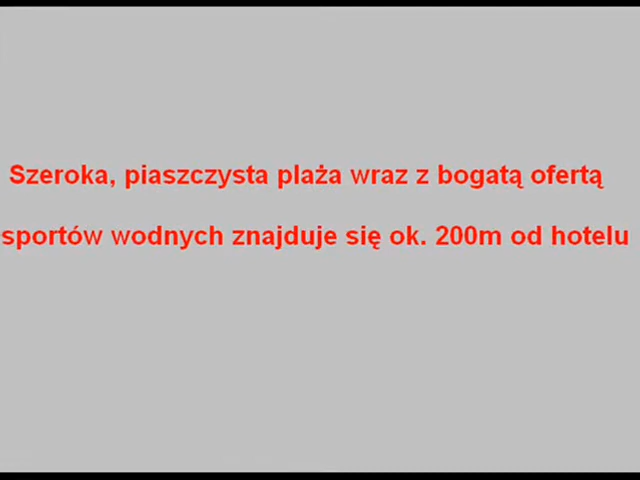 Szeroka, piaszczysta plaża wraz z bogatą ofertą
sportów wodnych znajduje się ok. 200m od hotelu